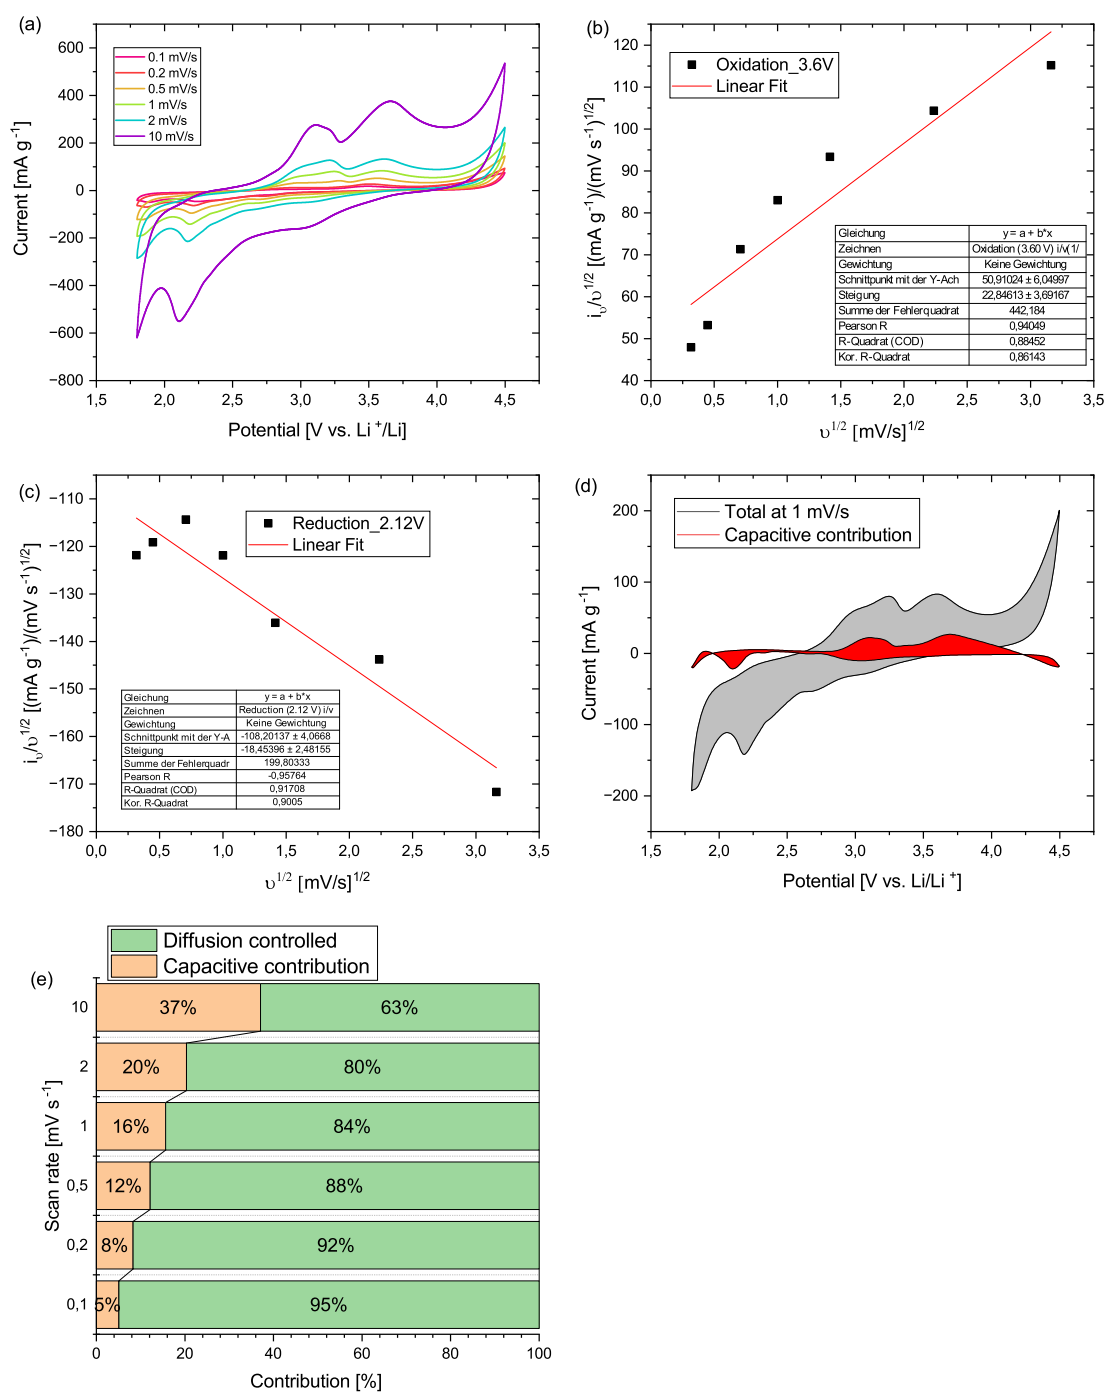 (a)
600
400
200
0
−200
−400
−600
−800
1,5
2,0
2,5
3,0
3,5
4,0
4,5
Current [mA g⁻¹]
Potential [V vs. Li⁺/Li]
0.1 mV/s
0.2 mV/s
0.5 mV/s
1 mV/s
2 mV/s
10 mV/s
(b)
120
110
100
90
80
70
60
50
40
0,0
0,5
1,0
1,5
2,0
2,5
3,0
3,5
i_υ/υ^1/2 [(mA g⁻¹)/(mV s⁻¹)^1/2]
υ^1/2 [mV/s]^1/2
Oxidation_3.6V
Linear Fit
Gleichung y = a + b*x
Zeichnen Oxidation (3.60 V) i/v(1/
Gewichtung Keine Gewichtung
Schnittpunkt mit der Y-Ach 50,91024 ± 6,04997
Steigung 22,84613 ± 3,69167
Summe der Fehlerquadrat 442,184
Pearson R 0,94049
R-Quadrat (COD) 0,88452
Kor. R-Quadrat 0,86143
(c)
−110
−120
−130
−140
−150
−160
−170
−180
0,0
0,5
1,0
1,5
2,0
2,5
3,0
3,5
i_υ/υ^1/2 [(mA g⁻¹)/(mV s⁻¹)^1/2]
υ^1/2 [mV/s]^1/2
Reduction_2.12V
Linear Fit
Gleichung y = a + b*x
Zeichnen Reduction (2.12 V) i/v
Gewichtung Keine Gewichtung
Schnittpunkt mit der Y-A -108,20137 ± 4,0668
Steigung -18,45396 ± 2,48155
Summe der Fehlerquadr 199,80333
Pearson R -0,95764
R-Quadrat (COD) 0,91708
Kor. R-Quadrat 0,9005
(d)
200
100
0
−100
−200
1,5
2,0
2,5
3,0
3,5
4,0
4,5
Current [mA g⁻¹]
Potential [V vs. Li/Li⁺]
Total at 1 mV/s
Capacitive contribution
(e)
Diffusion controlled
Capacitive contribution
Scan rate [mV s⁻¹]
10 37% 63%
2 20% 80%
1 16% 84%
0,5 12% 88%
0,2 8% 92%
0,1 5% 95%
0
20
40
60
80
100
Contribution [%]